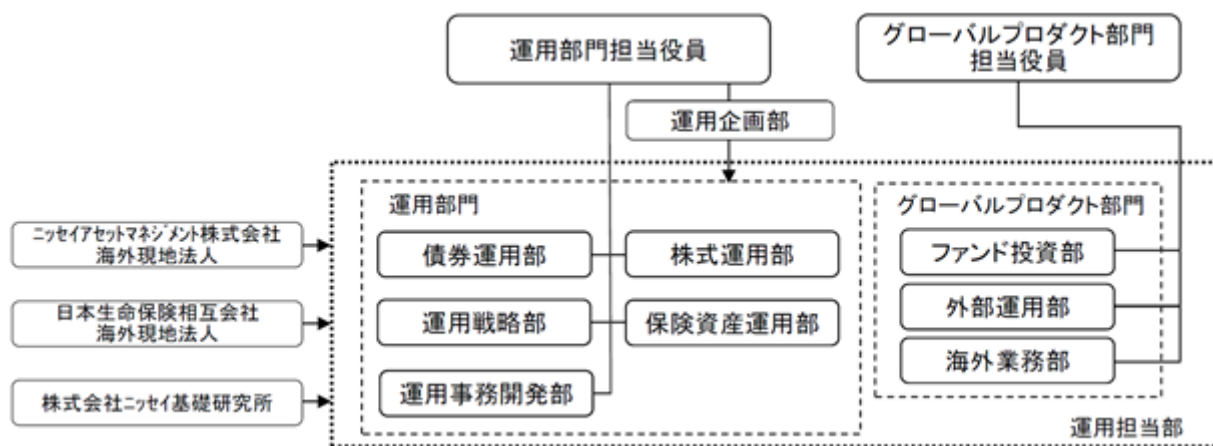 運用部門担当役員
グローバルプロダクト部門
担当役員
運用企画部
運用部門
グローバルプロダクト部門
ニッセイアセットマネジメント株式会社
海外現地法人
債券運用部
株式運用部
ファンド投資部
日本生命保険相互会社
海外現地法人
運用戦略部
保険資産運用部
外部運用部
海外業務部
株式会社ニッセイ基礎研究所
運用事務開発部
運用担当部